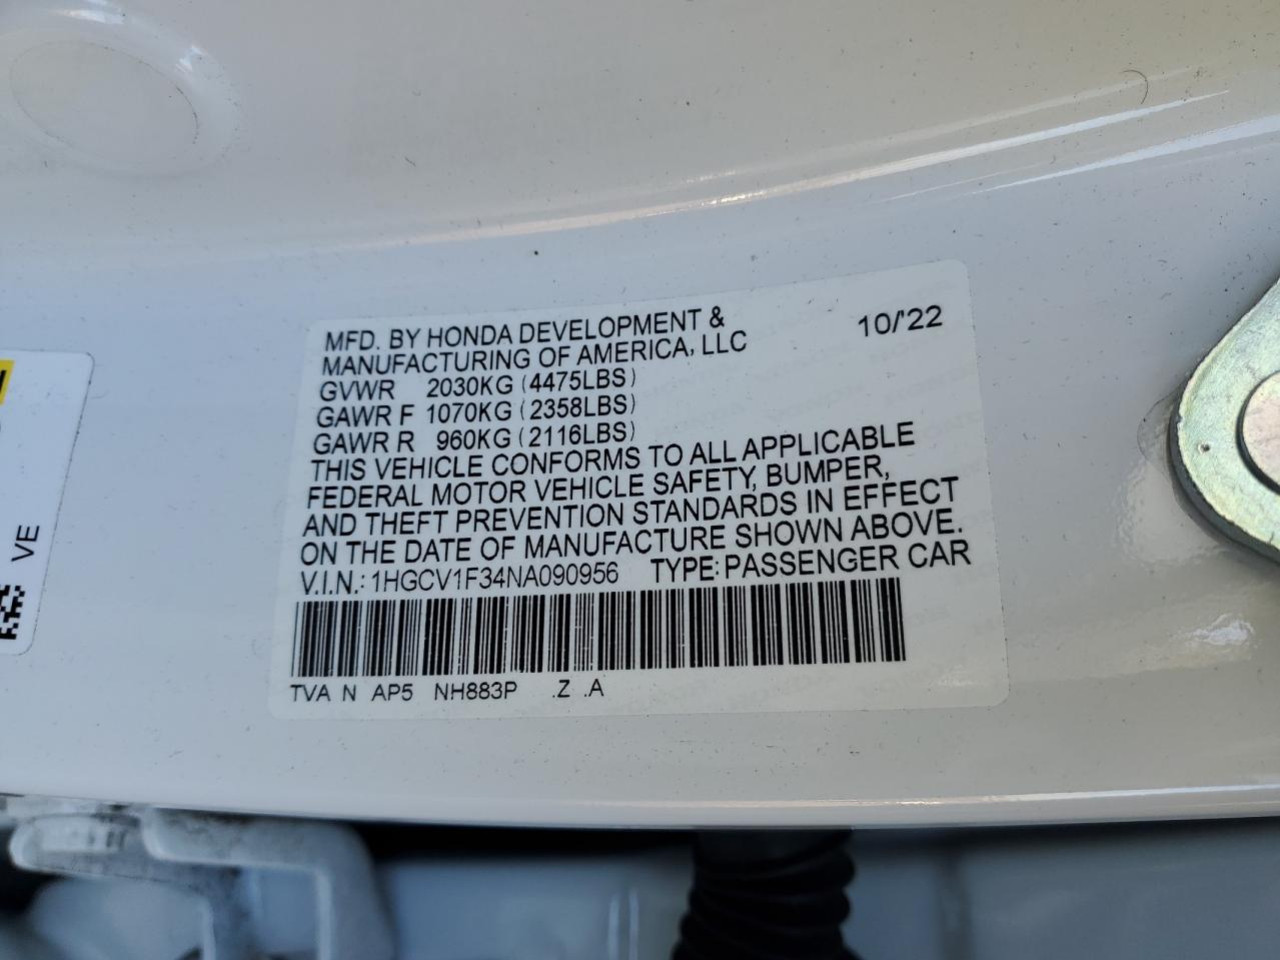 MFD. BY HONDA DEVELOPMENT &
MANUFACTURING OF AMERICA, LLC
10/'22
GVWR 2030KG (4475LBS)
GAWR F 1070KG (2358LBS)
GAWR R 960KG (2116LBS)
THIS VEHICLE CONFORMS TO ALL APPLICABLE
FEDERAL MOTOR VEHICLE SAFETY, BUMPER,
AND THEFT PREVENTION STANDARDS IN EFFECT
ON THE DATE OF MANUFACTURE SHOWN ABOVE.
V.I.N.: 1HGCV1F34NA090956 TYPE: PASSENGER CAR
TVA N AP5 NH883P .Z .A
VE